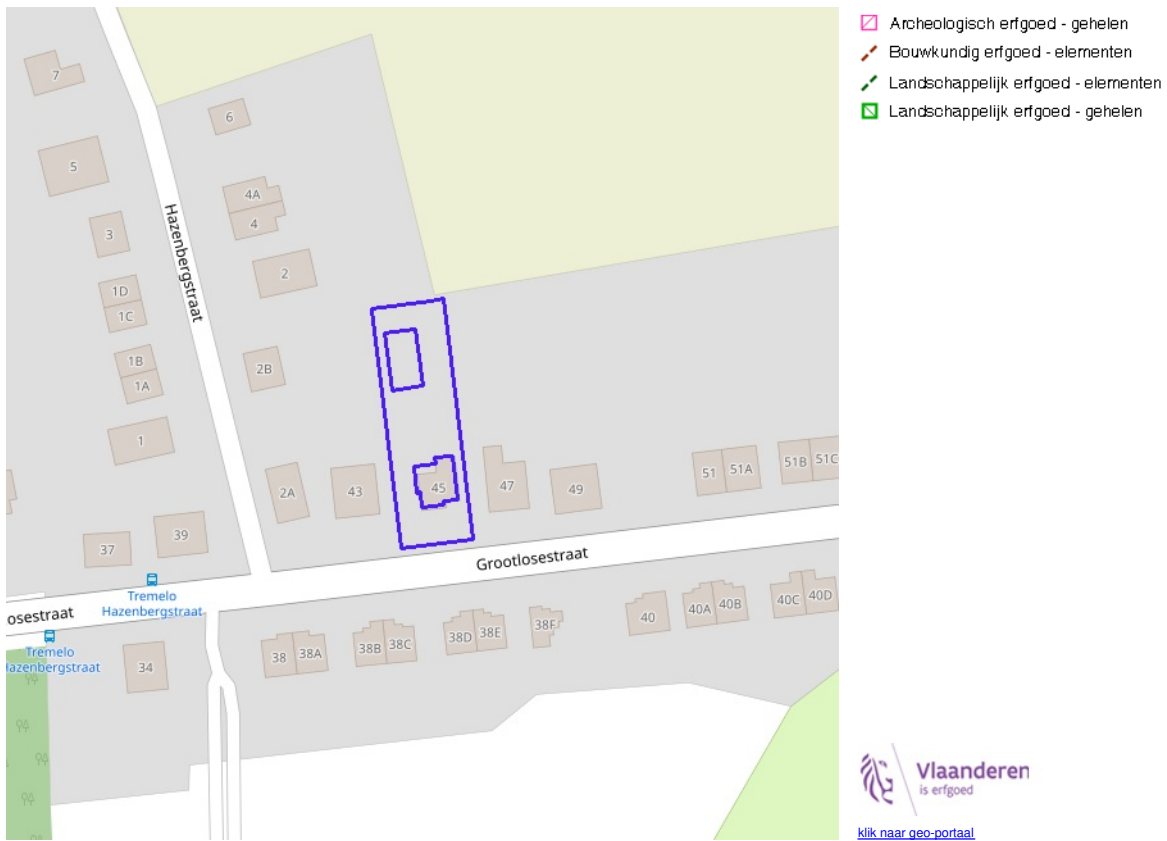 Archeologisch erfgoed - gehelen
Bouwkundig erfgoed - elementen
Landschappelijk erfgoed - elementen
Landschappelijk erfgoed - gehelen
7
6
5
4A
4
3
Hazenbergstraat
2
1D
1C
1B
1A
2B
1
2A
43
45
47
49
51
51A
51B
51C
39
37
Grootlosestraat
Tremelo
Hazenbergstraat
osestraat
Tremelo
Hazenbergstraat
34
38
38A
38B
38C
38D
38E
38F
40
40A
40B
40C
40D
Vlaanderen
is erfgoed
klik naar geo-portaal